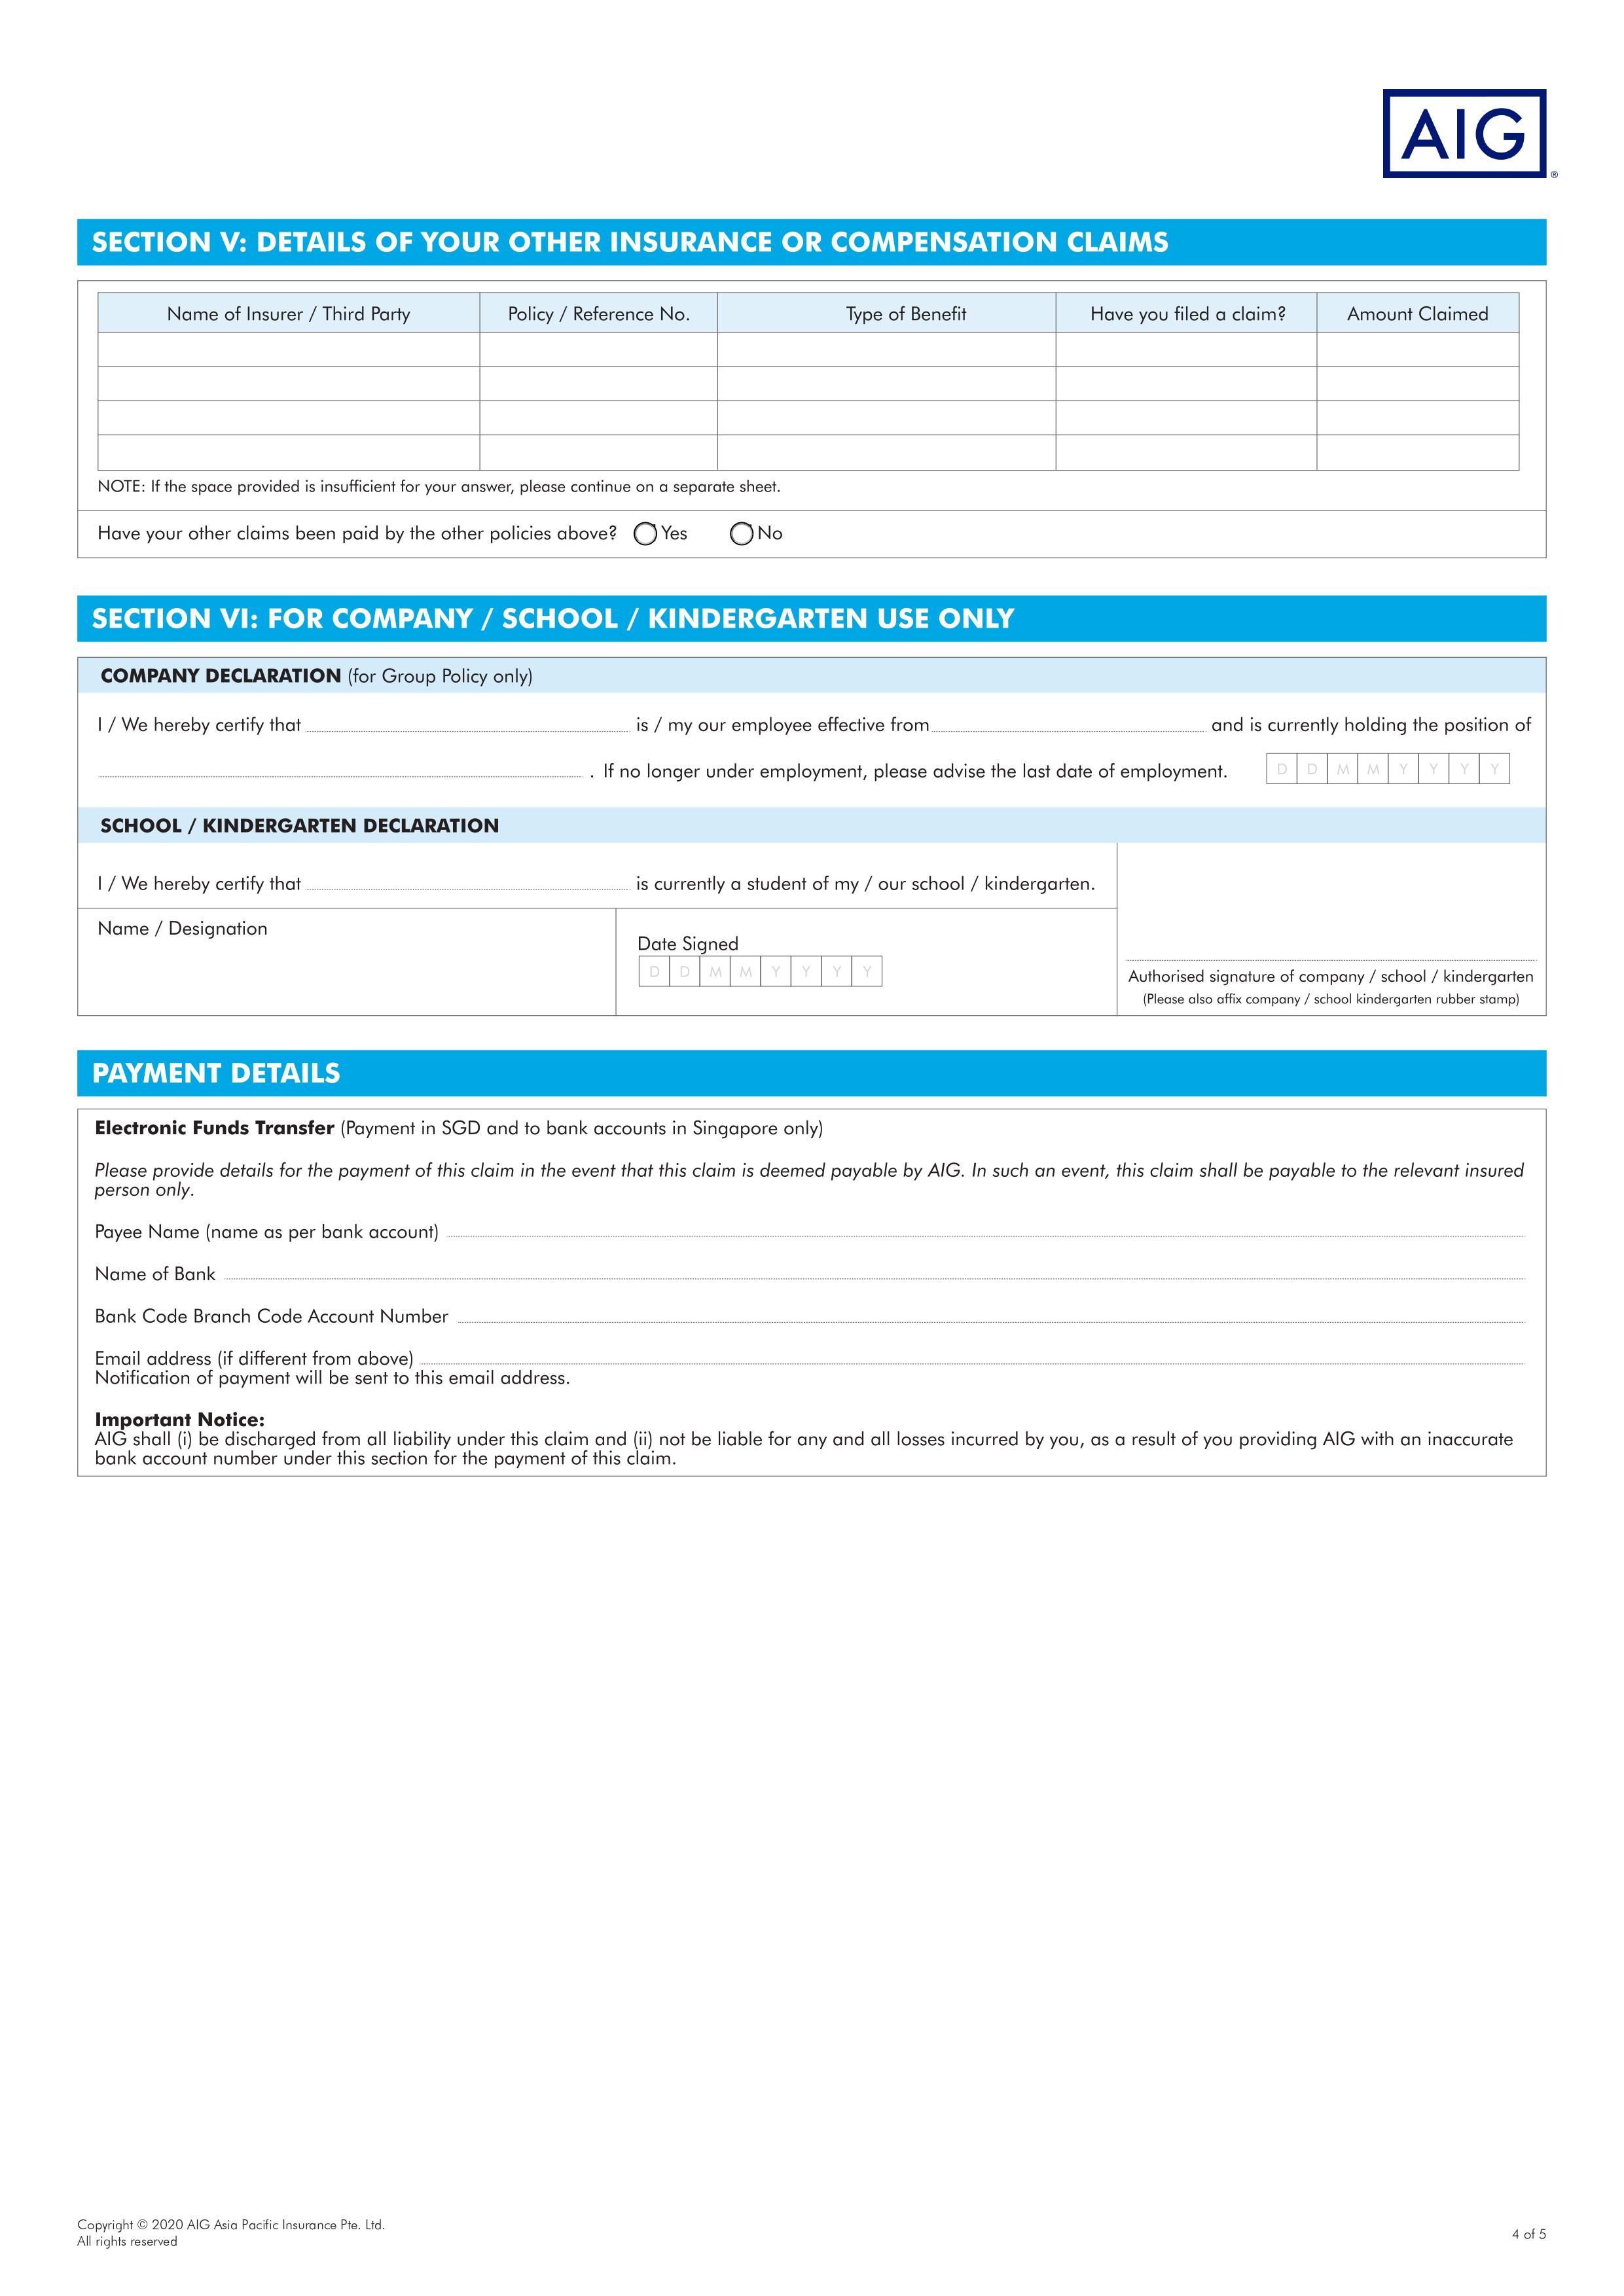 AIG
®
SECTION V: DETAILS OF YOUR OTHER INSURANCE OR COMPENSATION CLAIMS
Name of Insurer / Third Party Policy / Reference No. Type of Benefit Have you filed a claim? Amount Claimed
NOTE: If the space provided is insufficient for your answer, please continue on a separate sheet.
Have your other claims been paid by the other policies above? Yes No
SECTION VI: FOR COMPANY / SCHOOL / KINDERGARTEN USE ONLY
COMPANY DECLARATION (for Group Policy only)
I / We hereby certify that is / my our employee effective from and is currently holding the position of
. If no longer under employment, please advise the last date of employment. D D M M Y Y Y Y
SCHOOL / KINDERGARTEN DECLARATION
I / We hereby certify that is currently a student of my / our school / kindergarten.
Name / Designation
Date Signed
D D M M Y Y Y Y
Authorised signature of company / school / kindergarten
(Please also affix company / school kindergarten rubber stamp)
PAYMENT DETAILS
Electronic Funds Transfer (Payment in SGD and to bank accounts in Singapore only)
Please provide details for the payment of this claim in the event that this claim is deemed payable by AIG. In such an event, this claim shall be payable to the relevant insured
person only.
Payee Name (name as per bank account)
Name of Bank
Bank Code Branch Code Account Number
Email address (if different from above)
Notification of payment will be sent to this email address.
Important Notice:
AIG shall (i) be discharged from all liability under this claim and (ii) not be liable for any and all losses incurred by you, as a result of you providing AIG with an inaccurate
bank account number under this section for the payment of this claim.
Copyright © 2020 AIG Asia Pacific Insurance Pte. Ltd.
All rights reserved
4 of 5